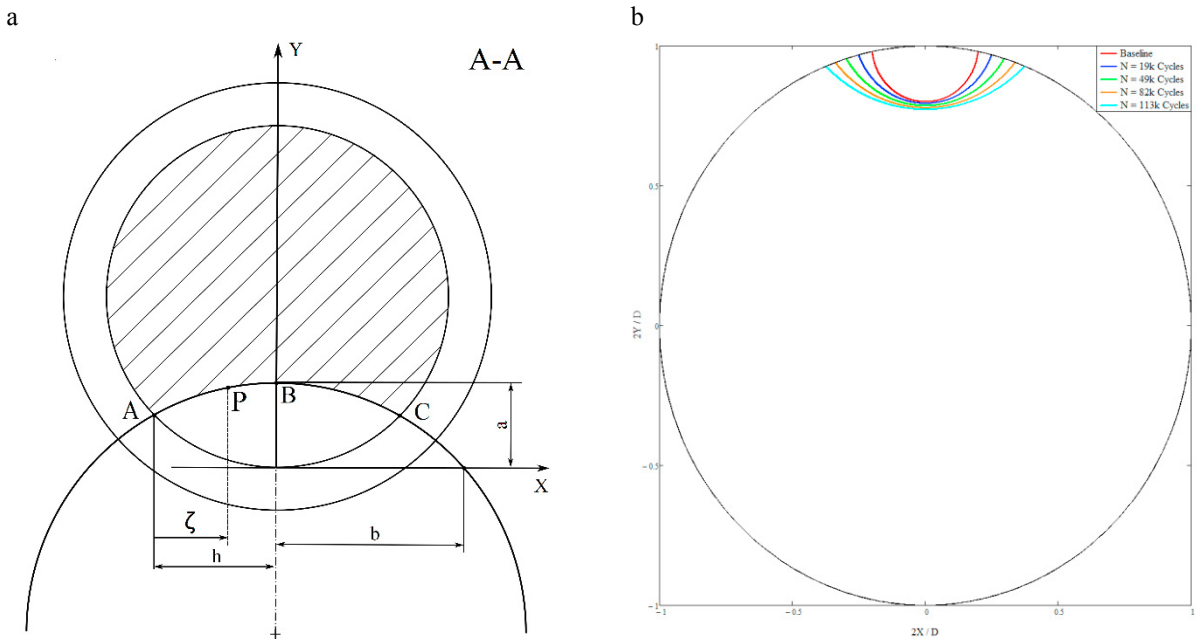 a
Y
A-A
A
P
B
C
a
X
ζ
b
h
b
Baseline
N = 19k Cycles
N = 49k Cycles
N = 82k Cycles
N = 113k Cycles
1
0.5
0
-0.5
-1
-1
-0.5
0
0.5
1
2Y / D
2X / D